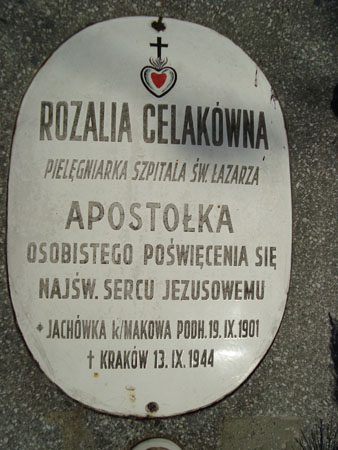 ROZALIA CELAKÓWNA
PIELĘGNIARKA SZPITALA ŚW. ŁAZARZA
APOSTOŁKA
OSOBISTEGO POŚWIĘCENIA SIĘ
NAJŚW. SERCU JEZUSOWEMU
* JACHÓWKA K/MAKOWA PODH. 19. IX. 1901
† KRAKÓW 13. IX. 1944